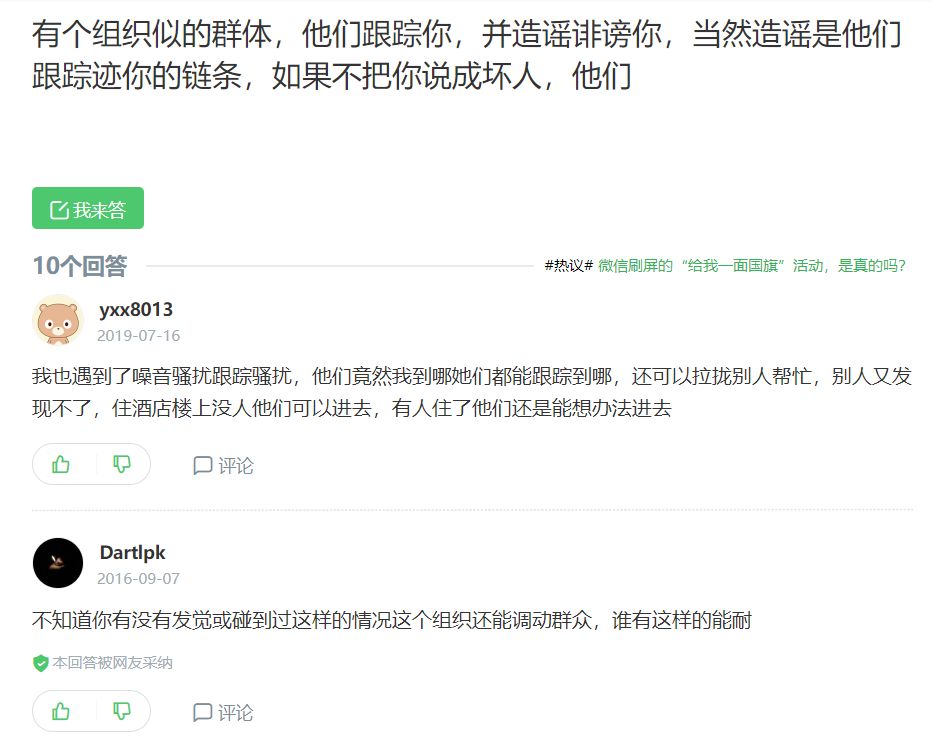 有个组织似的群体，他们跟踪你，并造谣诽谤你，当然造谣是他们
跟踪迹你的链条，如果不把你说成坏人，他们
我来答
10个回答
#热议# 微信刷屏的“给我一面国旗”活动，是真的吗？
yxx8013
2019-07-16
我也遇到了噪音骚扰跟踪骚扰，他们竟然我到哪她们都能跟踪到哪，还可以拉拢别人帮忙，别人又发
现不了，住酒店楼上没人他们可以进去，有人住了他们还是能想办法进去
评论
Dartlpk
2016-09-07
不知道你有没有发觉或碰到过这样的情况这个组织还能调动群众，谁有这样的能耐
本回答被网友采纳
评论